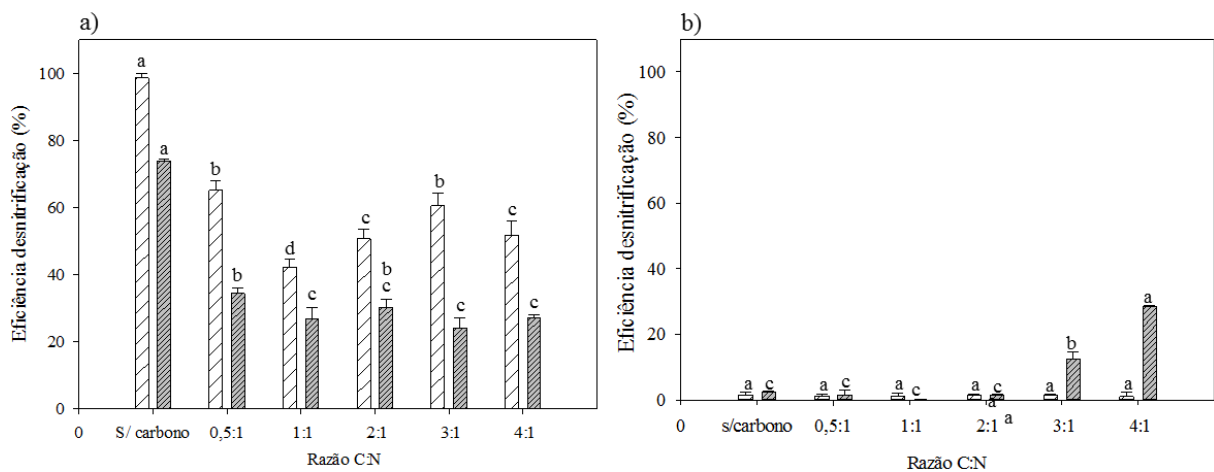 a)
Eficiência desnitrificação (%)
100
80
60
40
20
0
a
a
b
b
d
c
c
b
c
b
c
c
c
0
S/ carbono
0,5:1
1:1
2:1
3:1
4:1
Razão C:N
b)
Eficiência desnitrificação (%)
100
80
60
40
20
0
a
c
a
c
a
c
a
c
a
a
a
b
a
a
0
s/carbono
0,5:1
1:1
2:1
3:1
4:1
Razão C:N